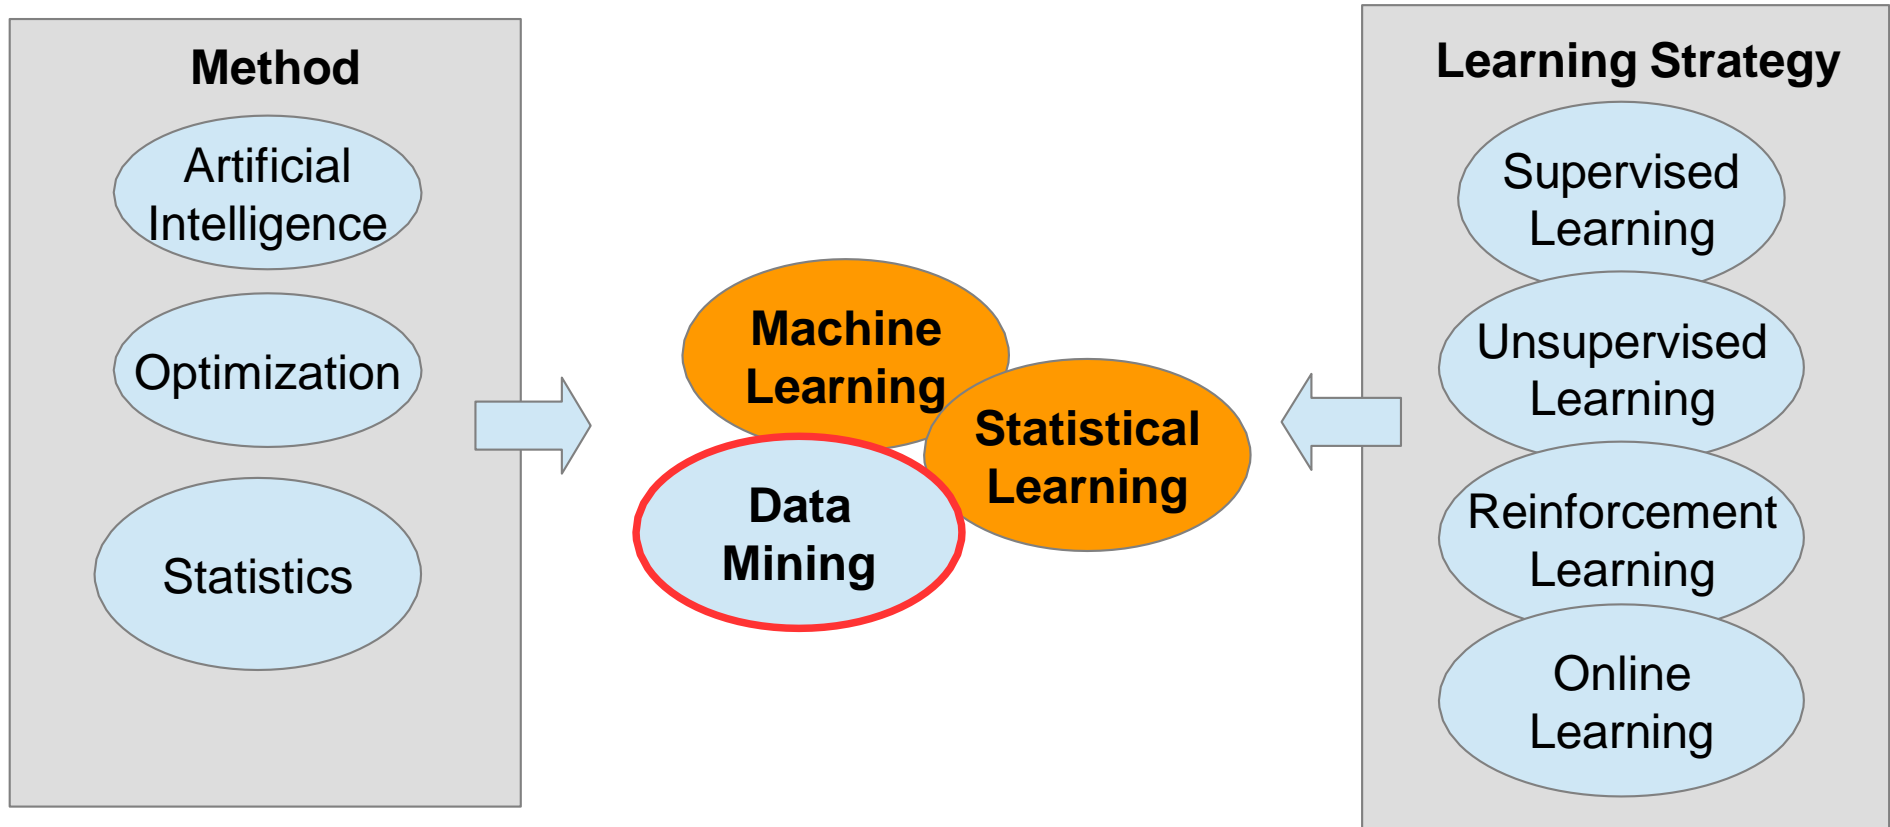 Method
Artificial
Intelligence
Optimization
Statistics
Machine
Learning
Statistical
Learning
Data
Mining
Learning Strategy
Supervised
Learning
Unsupervised
Learning
Reinforcement
Learning
Online
Learning